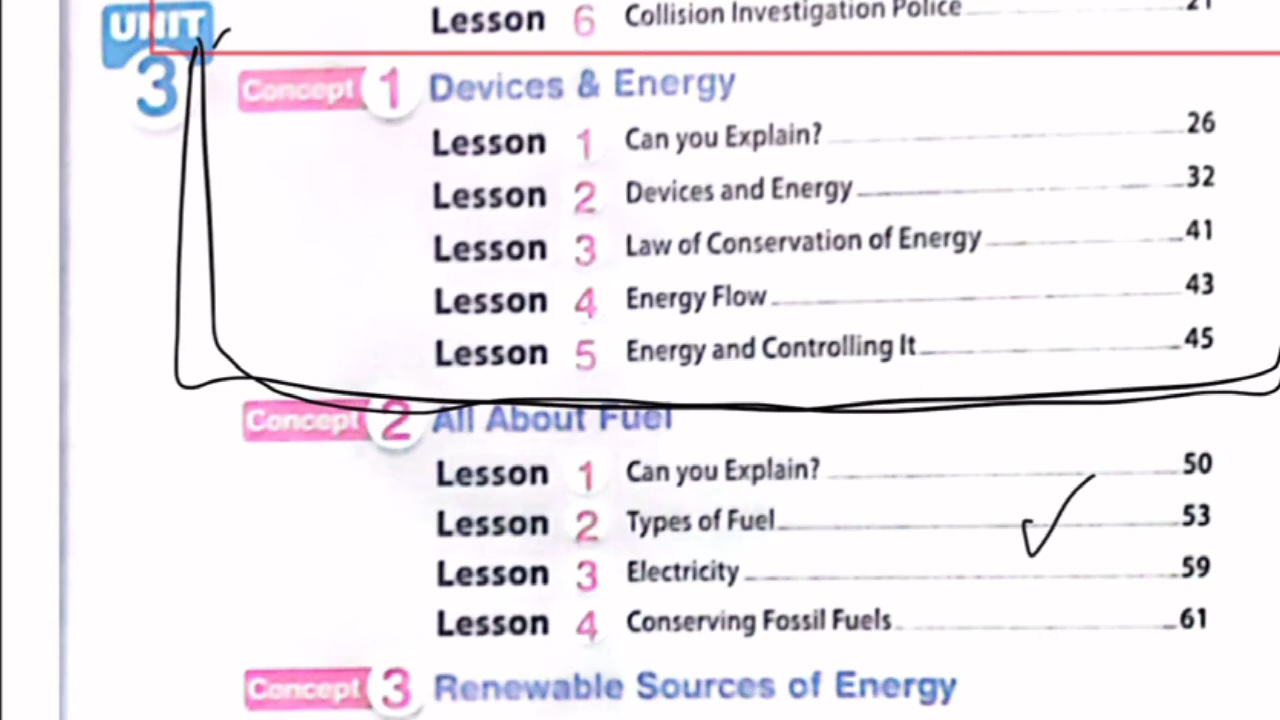 Lesson 6 Collision Investigation Police 21
UNIT
3
Concept 1 Devices & Energy
Lesson 1 Can you Explain? 26
Lesson 2 Devices and Energy 32
Lesson 3 Law of Conservation of Energy 41
Lesson 4 Energy Flow 43
Lesson 5 Energy and Controlling It 45
Concept 2 All About Fuel
Lesson 1 Can you Explain? 50
Lesson 2 Types of Fuel 53
Lesson 3 Electricity 59
Lesson 4 Conserving Fossil Fuels 61
Concept 3 Renewable Sources of Energy